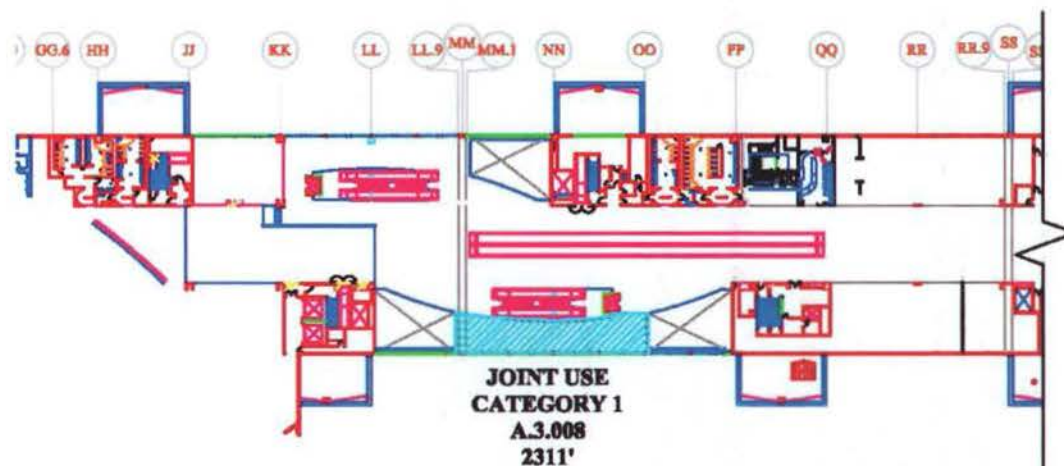 GG.6 HH JJ KK LL LL.9 MM MM.1 NN OO PP QQ RR RR.9 SS
JOINT USE
CATEGORY 1
A.3.008
2311'